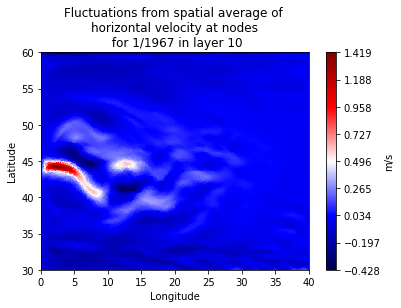 Fluctuations from spatial average of
horizontal velocity at nodes
for 1/1967 in layer 10
60
55
50
45
40
35
30
Latitude
0 5 10 15 20 25 30 35 40
Longitude
1.419
1.188
0.958
0.727
0.496
0.265
0.034
−0.197
−0.428
m/s